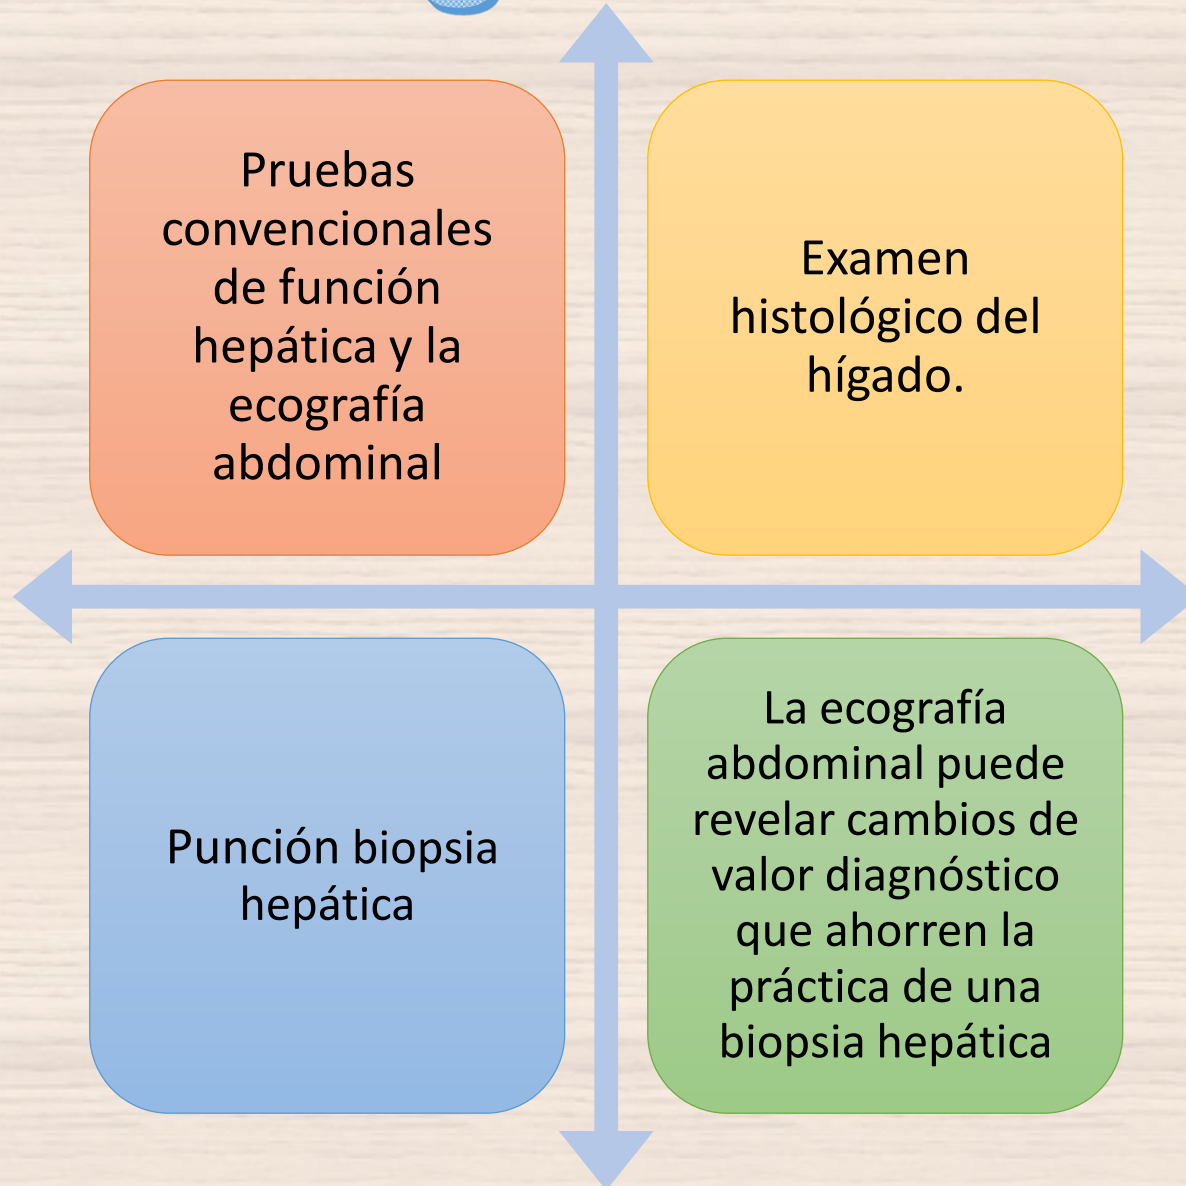 Pruebas
convencionales
de función
hepática y la
ecografía
abdominal
Examen
histológico del
hígado.
Punción biopsia
hepática
La ecografía
abdominal puede
revelar cambios de
valor diagnóstico
que ahorren la
práctica de una
biopsia hepática